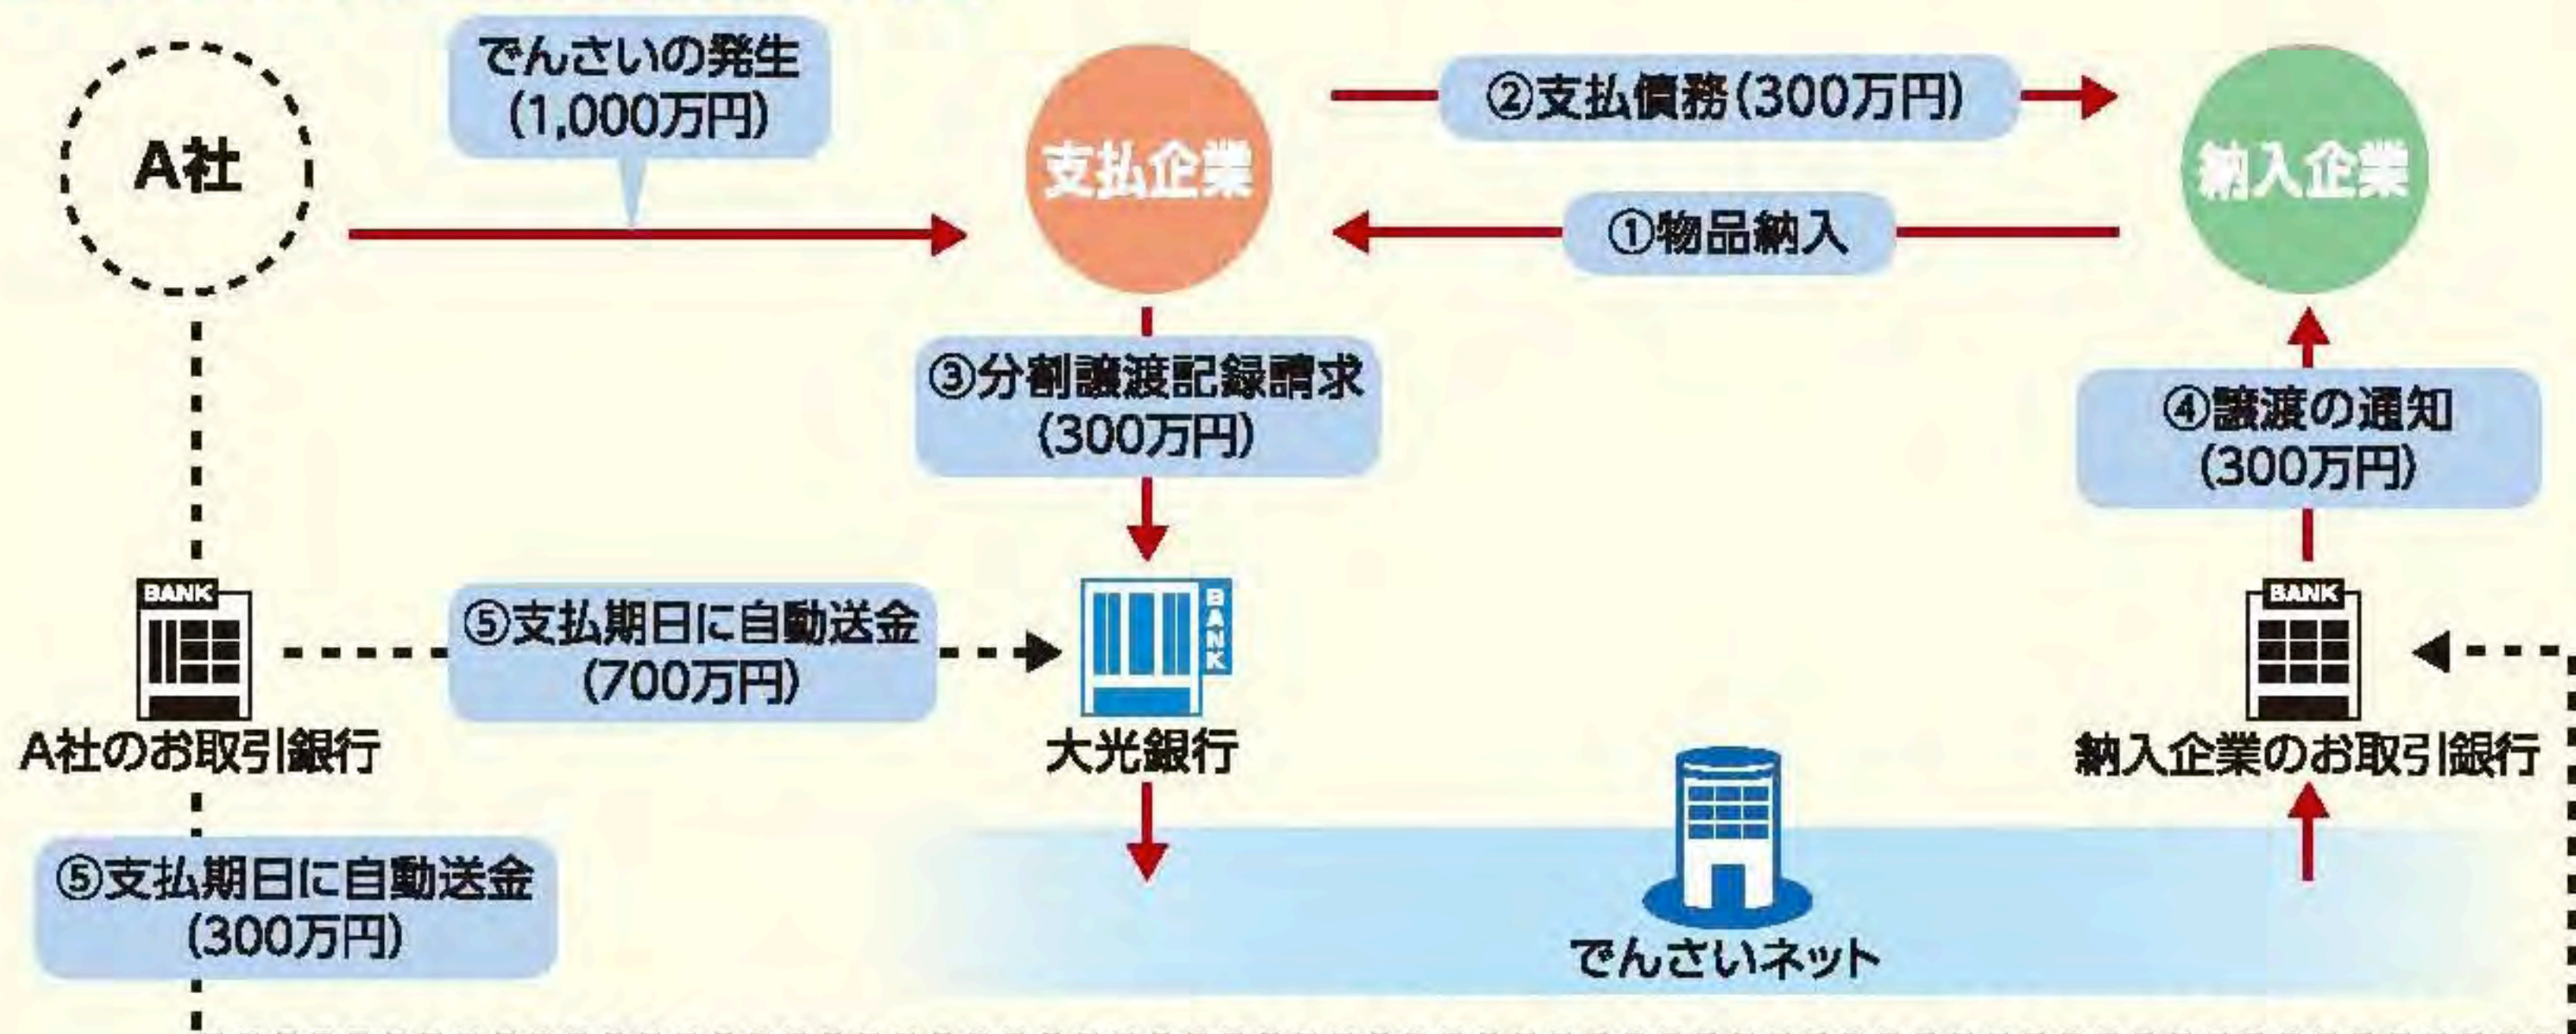 でんさいの発生
(1,000万円)
A社
支払企業
②支払債務(300万円)
①物品納入
納入企業
③分割譲渡記録請求
(300万円)
④譲渡の通知
(300万円)
BANK
A社のお取引銀行
⑤支払期日に自動送金
(700万円)
BANK
大光銀行
BANK
納入企業のお取引銀行
⑤支払期日に自動送金
(300万円)
でんさいネット